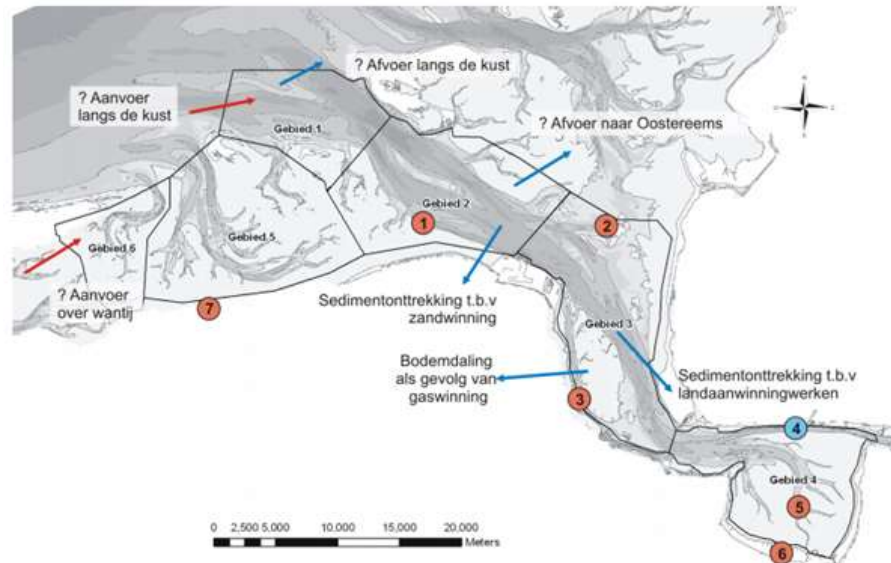 ? Afvoer langs de kust
? Aanvoer
langs de kust
Gebied 1
? Afvoer naar Oostereems
Gebied 2
1
2
Gebied 5
Gebied 6
? Aanvoer
over wantij
7
Sedimentonttrekking t.b.v
zandwinning
Gebied 3
Bodemdaling
als gevolg van
gaswinning
3
Sedimentonttrekking t.b.v
landaanwinningwerken
4
Gebied 4
5
6
0 2,500 5,000 10,000 15,000 20,000
Meters